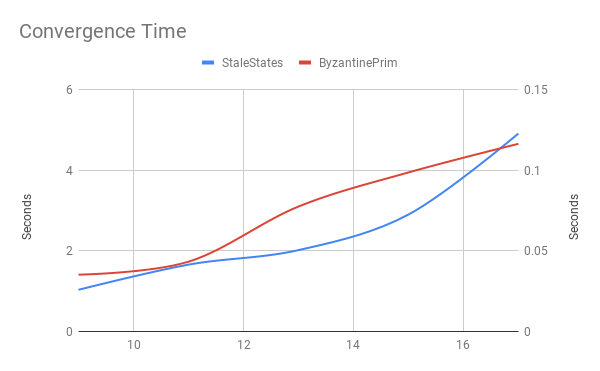 Convergence Time
StaleStates ByzantinePrim
6 0.15
4 0.1
2 0.05
0 0
Seconds
Seconds
10 12 14 16